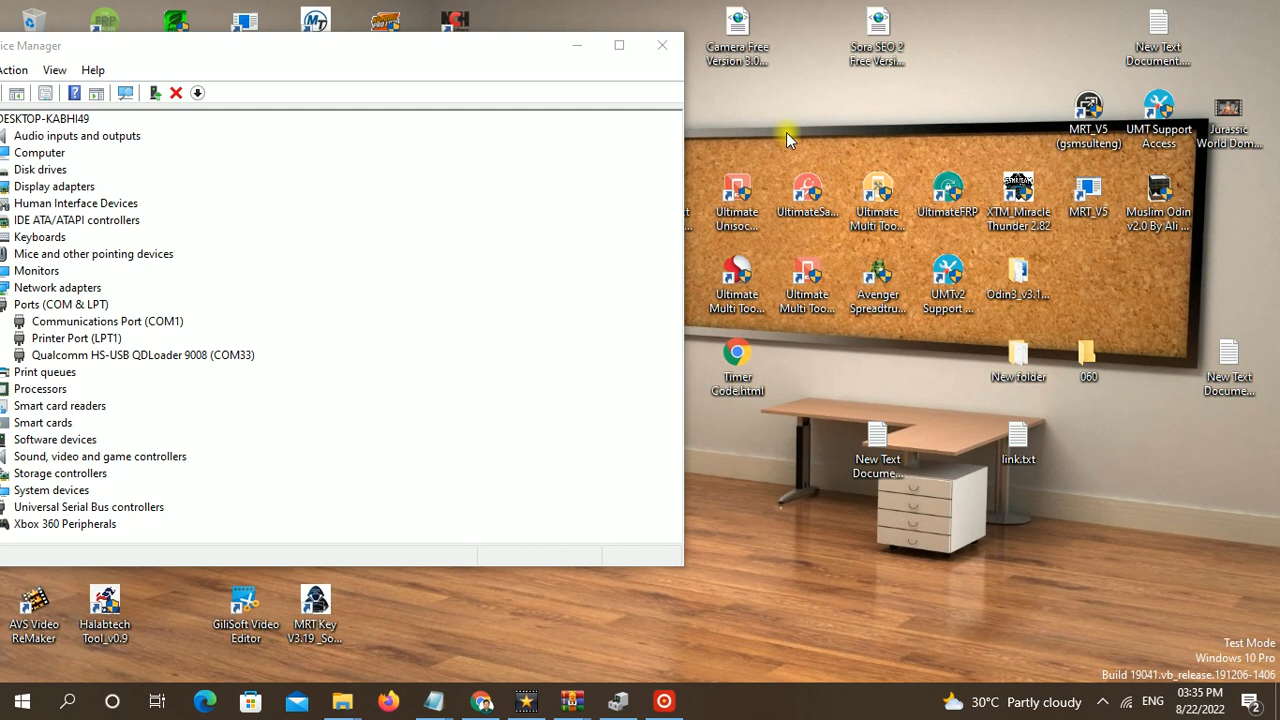 ice Manager
Action View Help
DESKTOP-KABHI49
Audio inputs and outputs
Computer
Disk drives
Display adapters
Human Interface Devices
IDE ATA/ATAPI controllers
Keyboards
Mice and other pointing devices
Monitors
Network adapters
Ports (COM & LPT)
Communications Port (COM1)
Printer Port (LPT1)
Qualcomm HS-USB QDLoader 9008 (COM33)
Print queues
Processors
Smart card readers
Smart cards
Software devices
Sound, video and game controllers
Storage controllers
System devices
Universal Serial Bus controllers
Xbox 360 Peripherals
FRP
MT
NCH
Camera Free
Version 3.0...
Sora SEO 2
Free Versi...
New Text
Document....
MRT_V5
(gsmsulteng)
UMT Support
Access
Jurassic
World Dom...
Ultimate
Unisoc...
UltimateSa...
Ultimate
Multi Too...
UltimateFRP
XTM_Miracle
Thunder 2.82
MRT_V5
Muslim Odin
v2.0 By Ali ...
Ultimate
Multi Too...
Ultimate
Multi Too...
Avenger
Spreadtru...
UMTv2
Support ...
Odin3_v3.1...
Timer
Code.html
New folder
060
New Text
Docume...
New Text
Docume...
link.txt
AVS Video
ReMaker
Halabtech
Tool_v0.9
GiliSoft Video
Editor
MRT Key
V3.19 _So...
Test Mode
Windows 10 Pro
Build 19041.vb_release.191206-1406
30°C Partly cloudy
ENG
03:35 PM
8/22/2022
2